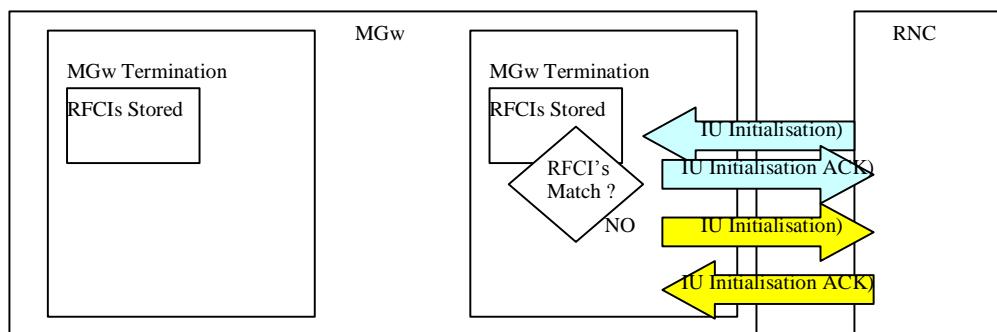 MGw
RNC
MGw Termination
RFCIs Stored
MGw Termination
RFCIs Stored
IU Initialisation)
IU Initialisation ACK)
RFCI's
Match ?
NO
IU Initialisation)
IU Initialisation ACK)